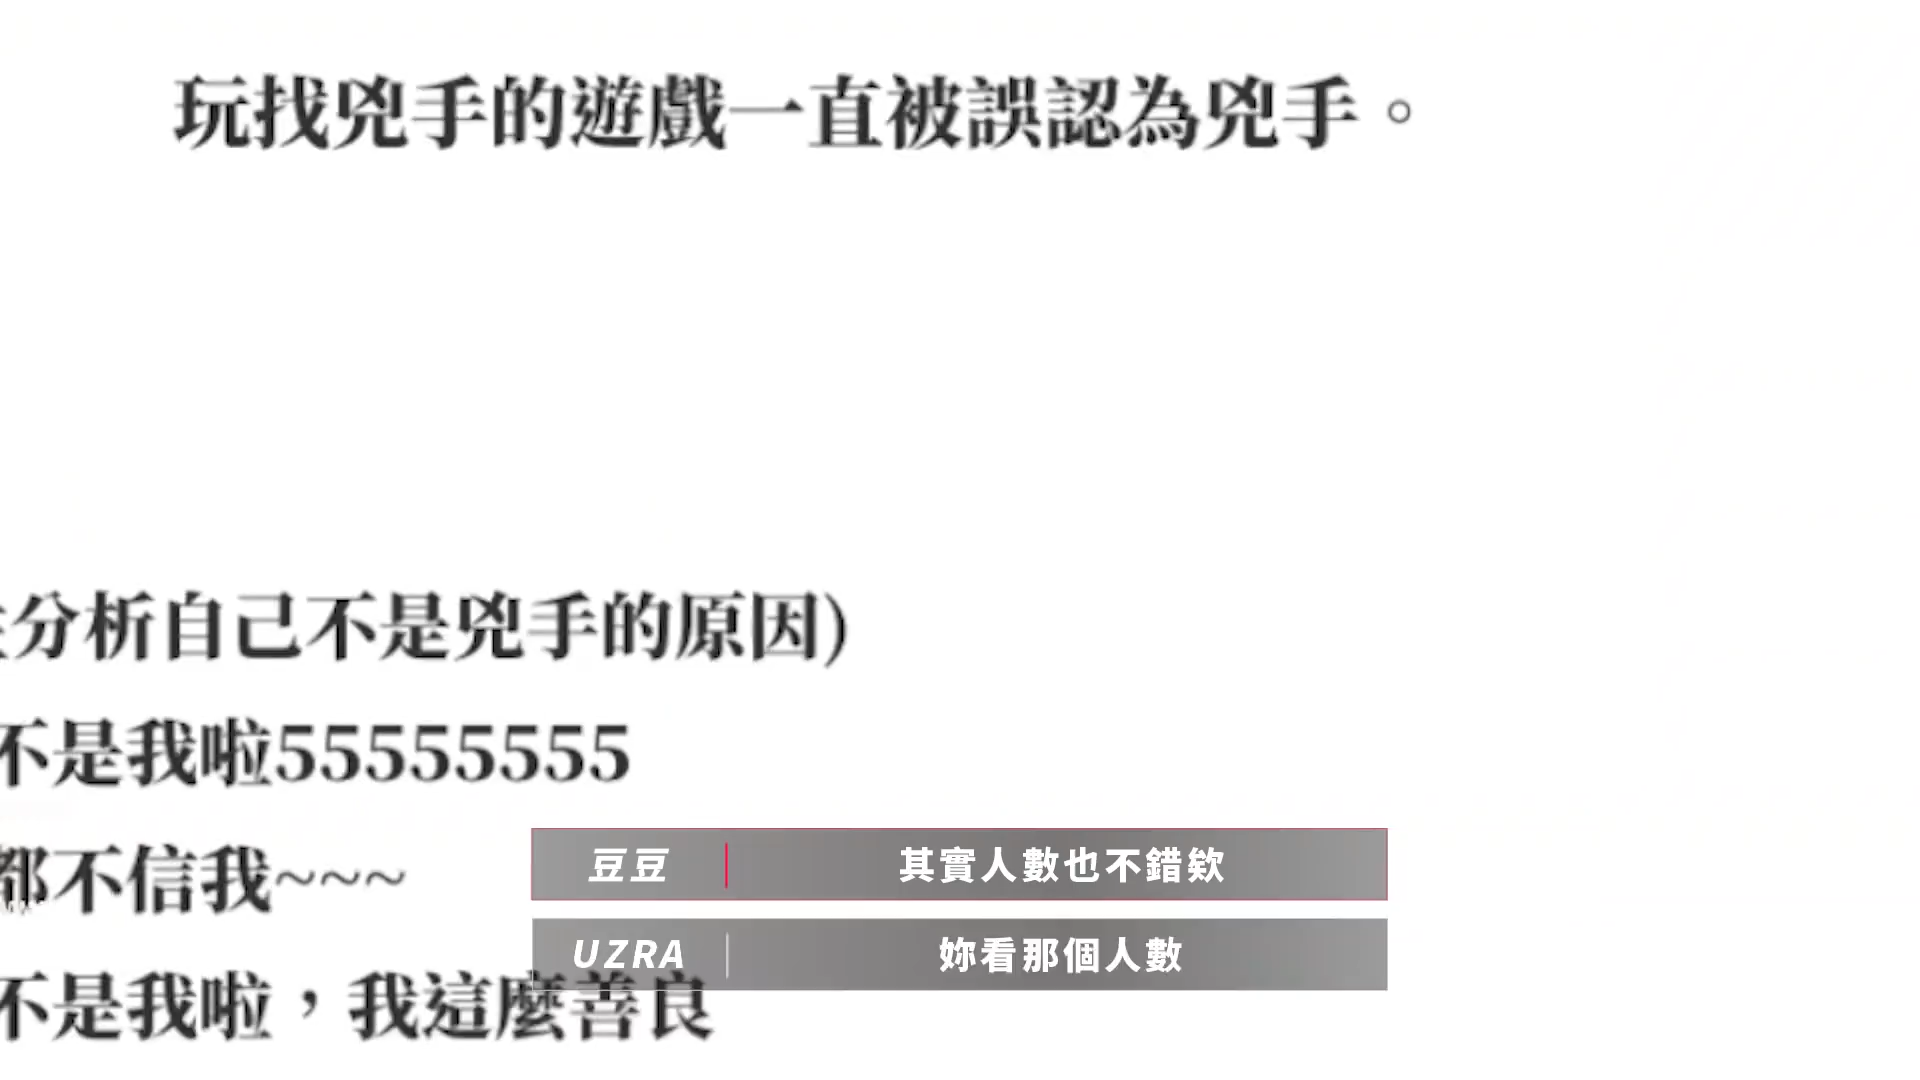 玩找兇手的遊戲一直被誤認為兇手。
分析自己不是兇手的原因)
不是我啦55555555
都不信我~~~
豆豆 其實人數也不錯欸
UZRA 妳看那個人數
不是我啦，我這麼善良